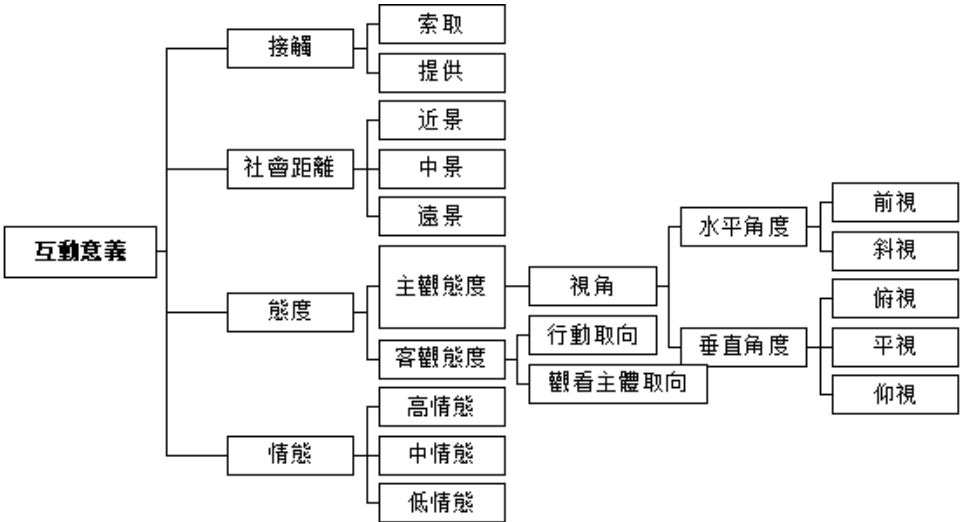 互動意義
接觸
索取
提供
社會距離
近景
中景
遠景
態度
主觀態度
視角
水平角度
前視
斜視
垂直角度
俯視
平視
仰視
客觀態度
行動取向
觀看主體取向
情態
高情態
中情態
低情態